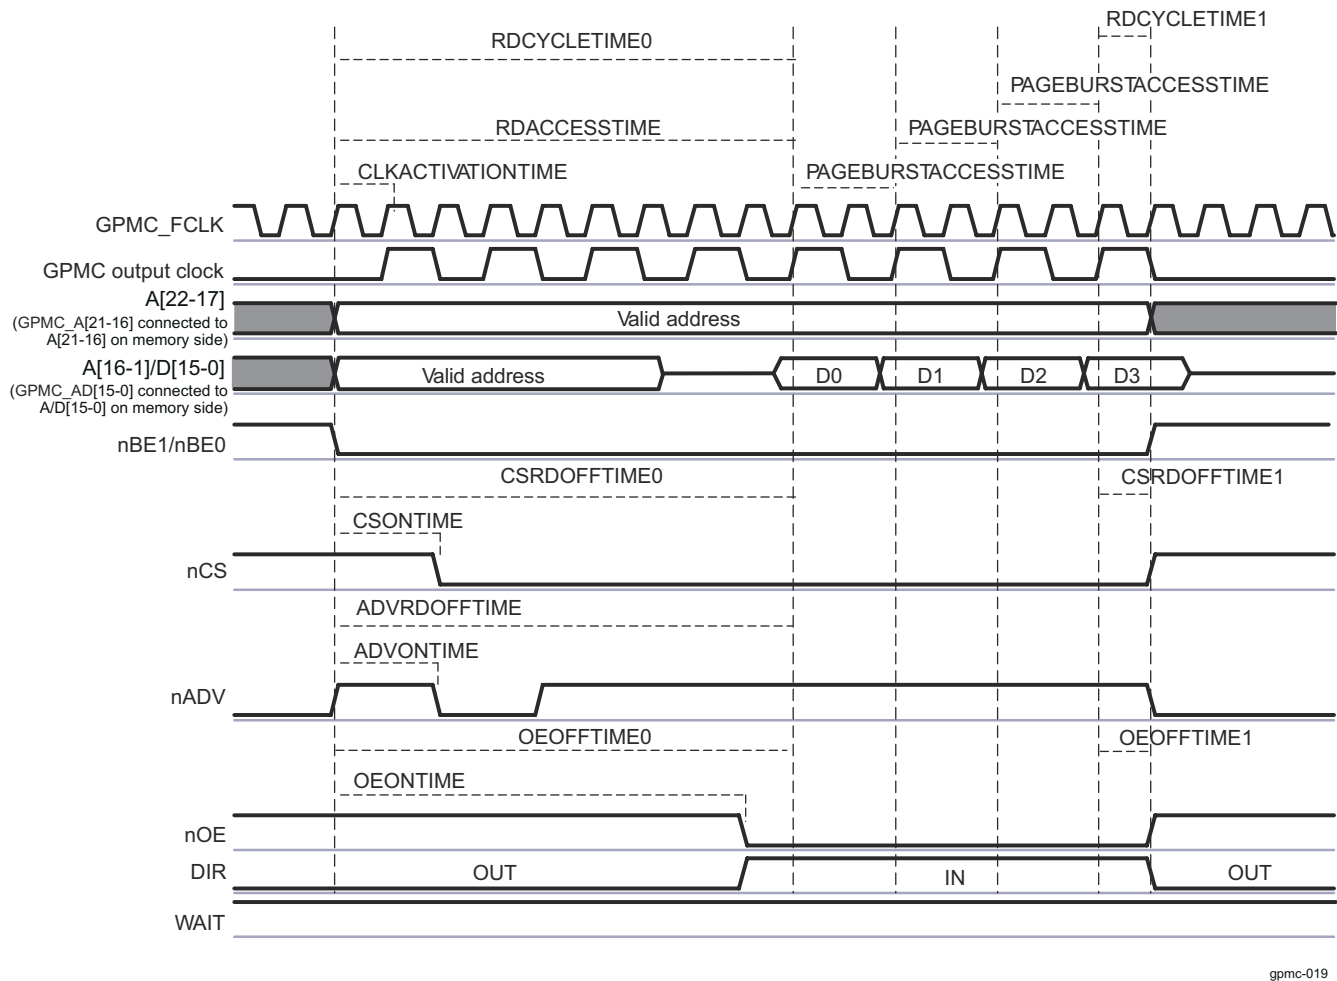 RDCYCLETIME1
RDCYCLETIME0
PAGEBURSTACCESSTIME
RDACCESSTIME
PAGEBURSTACCESSTIME
CLKACTIVATIONTIME
PAGEBURSTACCESSTIME
GPMC_FCLK
GPMC output clock
A[22-17]
(GPMC_A[21-16] connected to
A[21-16] on memory side)
Valid address
A[16-1]/D[15-0]
(GPMC_AD[15-0] connected to
A/D[15-0] on memory side)
Valid address
D0
D1
D2
D3
nBE1/nBE0
CSRDOFFTIME0
CSRDOFFTIME1
CSONTIME
nCS
ADVRDOFFTIME
ADVONTIME
nADV
OEOFFTIME0
OEOFFTIME1
OEONTIME
nOE
DIR
OUT
IN
OUT
WAIT
gpmc-019